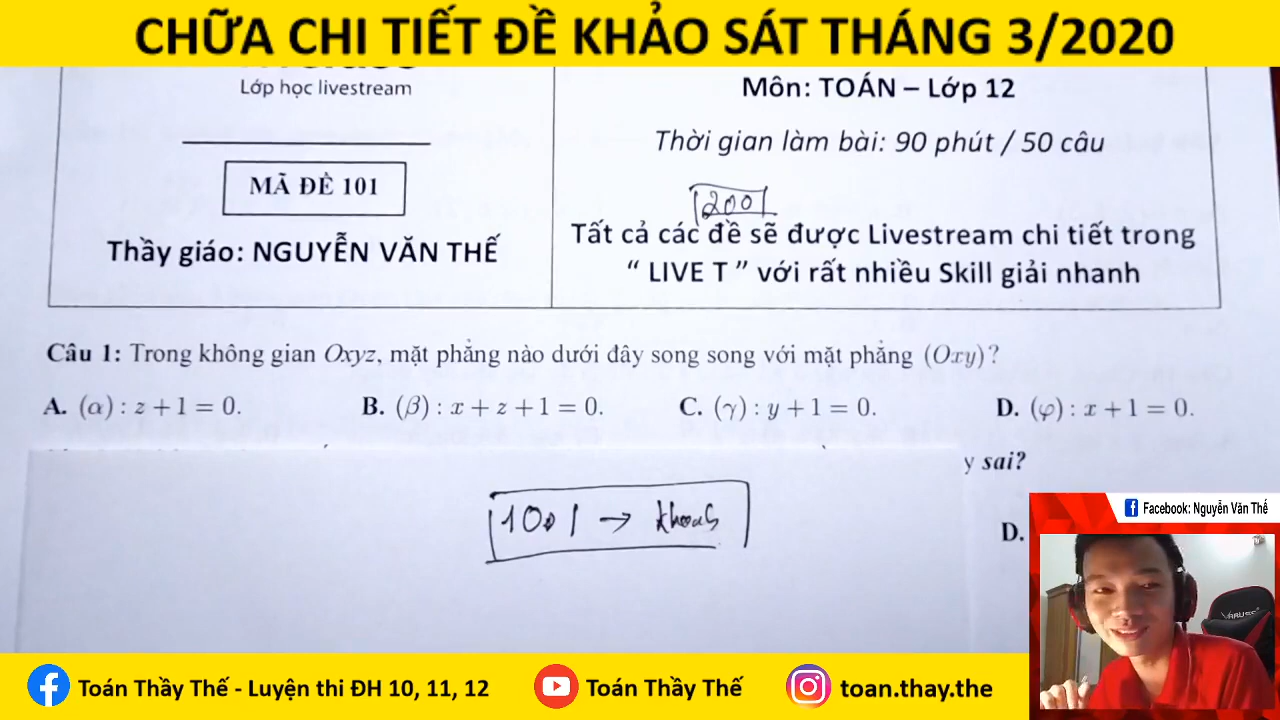 CHỮA CHI TIẾT ĐỀ KHẢO SÁT THÁNG 3/2020
Lớp học livestream
MÃ ĐỀ 101
Thầy giáo: NGUYỄN VĂN THẾ
Môn: TOÁN – Lớp 12
Thời gian làm bài: 90 phút / 50 câu
200
Tất cả các đề sẽ được Livestream chi tiết trong
“ LIVE T ” với rất nhiều Skill giải nhanh
Câu 1: Trong không gian Oxyz, mặt phẳng nào dưới đây song song với mặt phẳng (Oxy)?
A. (α) : z + 1 = 0. B. (β) : x + z + 1 = 0. C. (γ) : y + 1 = 0. D. (φ) : x + 1 = 0.
y sai?
D.
Facebook: Nguyễn Văn Thế
Toán Thầy Thế - Luyện thi ĐH 10, 11, 12
Toán Thầy Thế
toan.thay.the